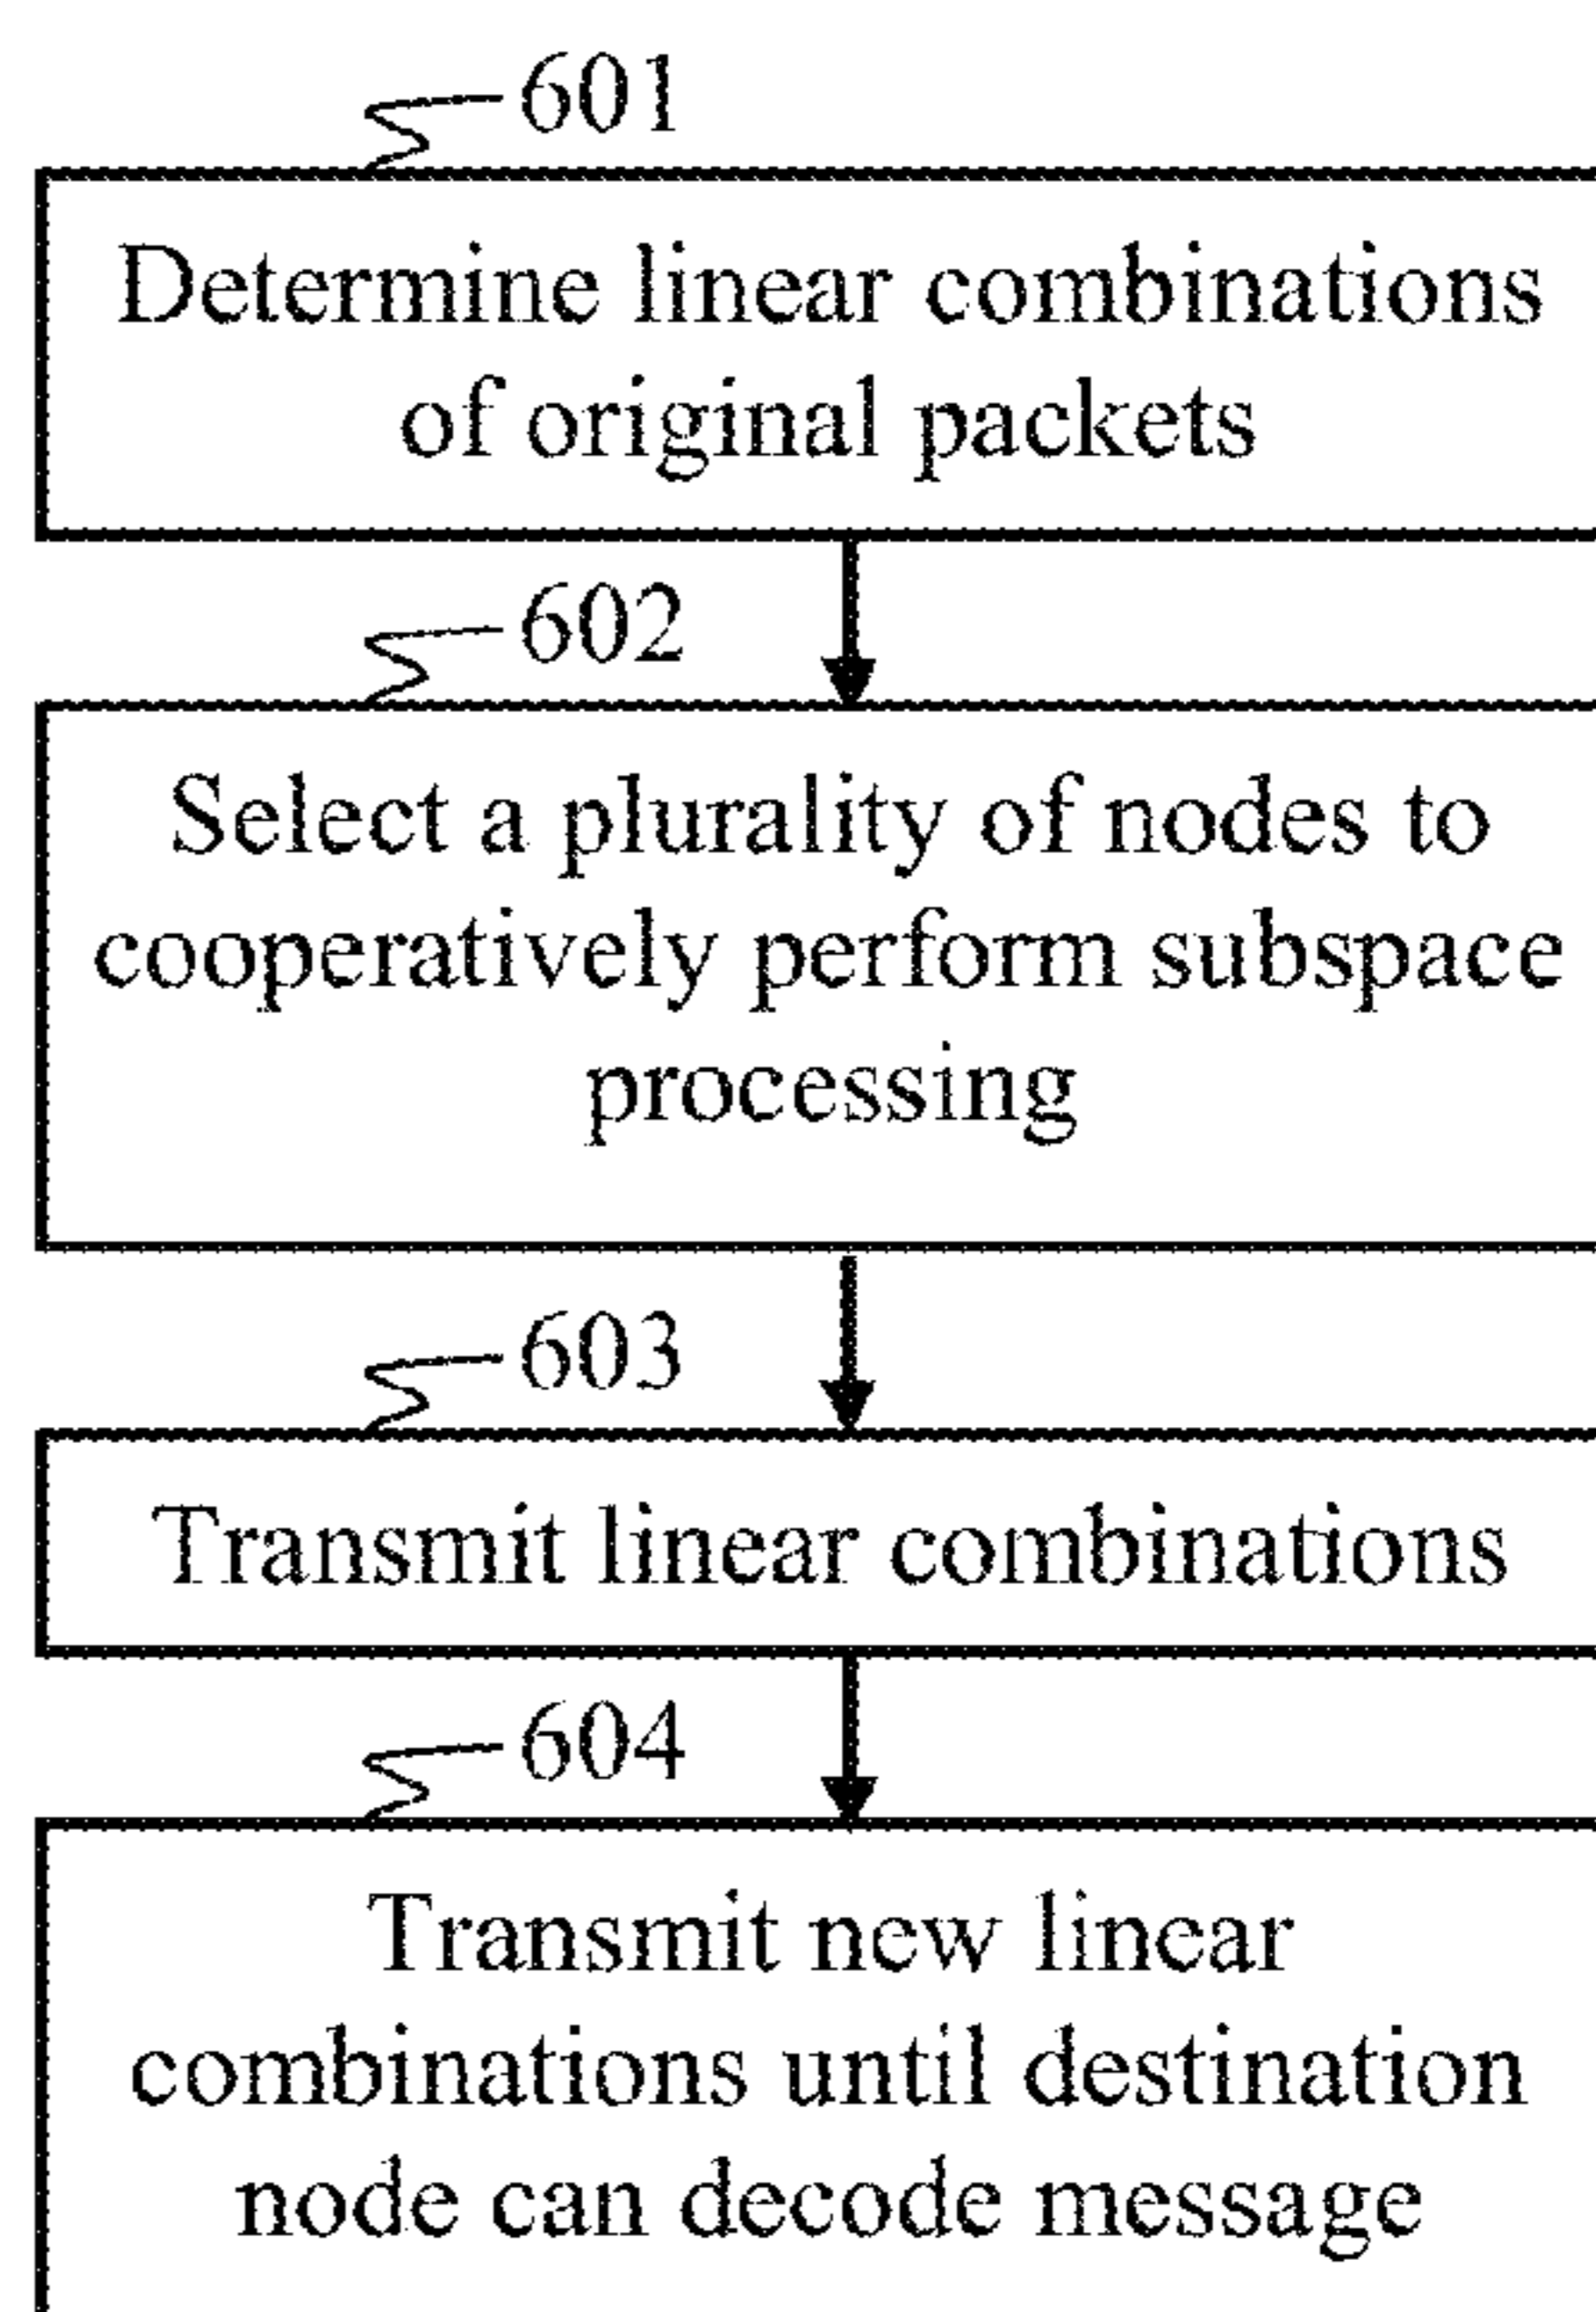 601
Determine linear combinations
of original packets
602
Select a plurality of nodes to
cooperatively perform subspace
processing
603
Transmit linear combinations
604
Transmit new linear
combinations until destination
node can decode message